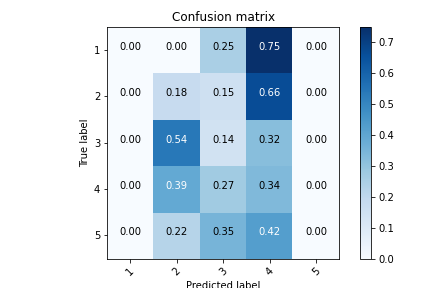 Confusion matrix
1 0.00 0.00 0.25 0.75 0.00
2 0.00 0.18 0.15 0.66 0.00
3 0.00 0.54 0.14 0.32 0.00
4 0.00 0.39 0.27 0.34 0.00
5 0.00 0.22 0.35 0.42 0.00
1 2 3 4 5
True label
Predicted label
0.7
0.6
0.5
0.4
0.3
0.2
0.1
0.0